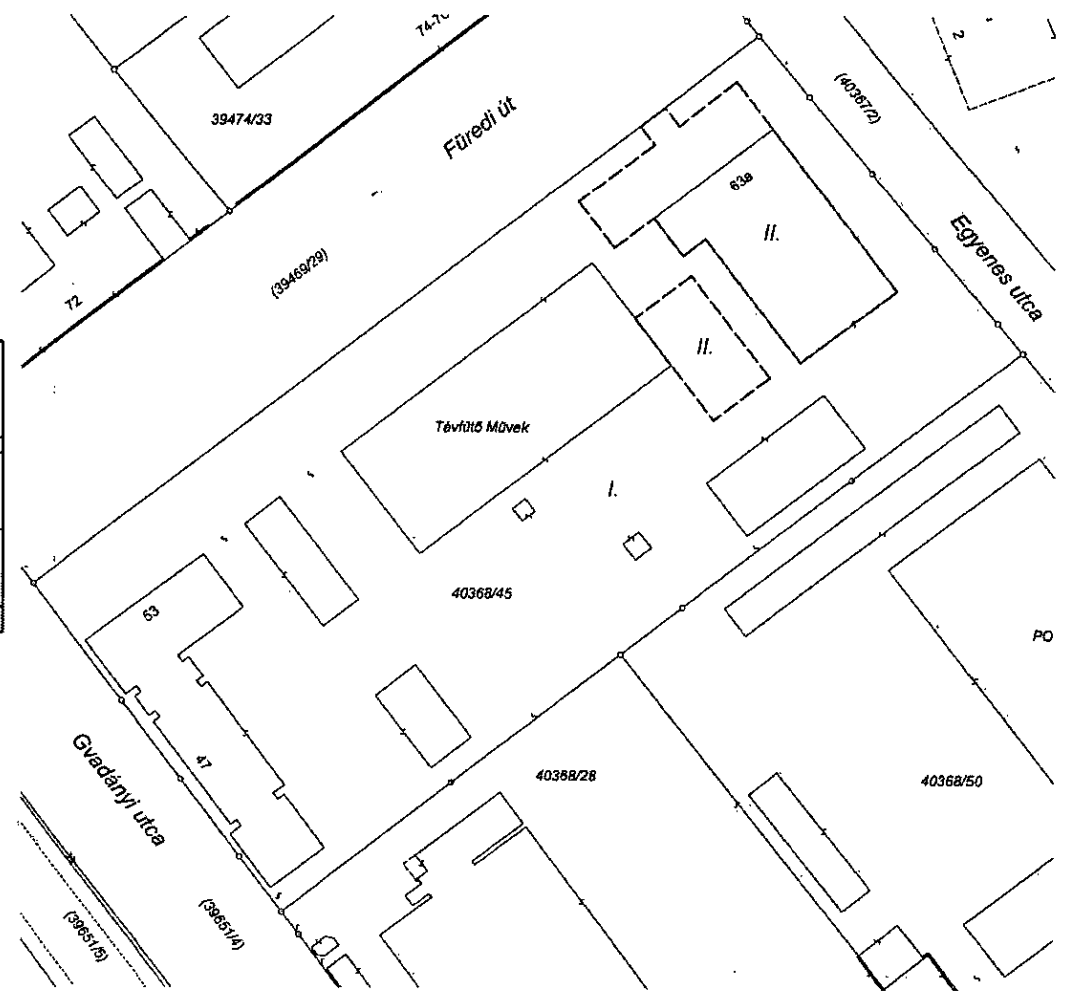 74-76
2
39474/33
Füredi út
(40367/2)
63a
II.
Egyenes utca
(39469/29)
72
II.
Távfűtő Művek
I.
40368/45
63
PO
47
Gvadányi utca
40368/28
40368/50
(39651/4)
(39651/5)